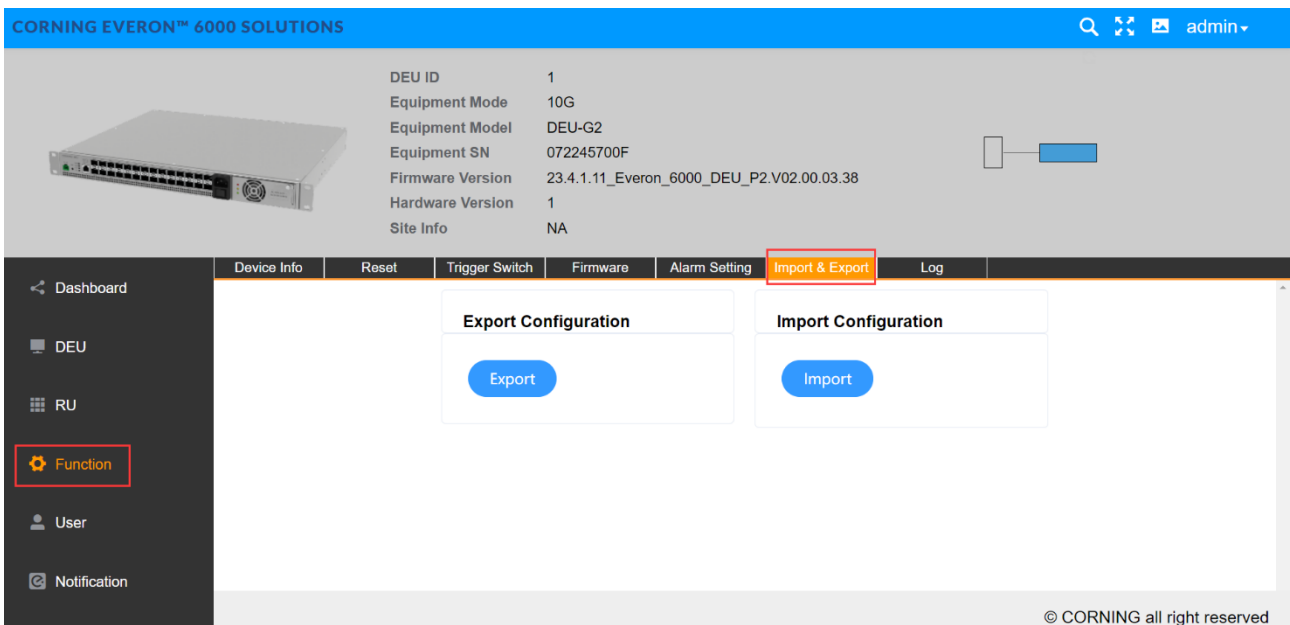 CORNING EVERON™ 6000 SOLUTIONS
admin
DEU ID 1
Equipment Mode 10G
Equipment Model DEU-G2
Equipment SN 072245700F
Firmware Version 23.4.1.11_Everon_6000_DEU_P2.V02.00.03.38
Hardware Version 1
Site Info NA
Device Info Reset Trigger Switch Firmware Alarm Setting Import & Export Log
Dashboard
DEU
RU
Function
User
Notification
Export Configuration Import Configuration
Export Import
© CORNING all right reserved